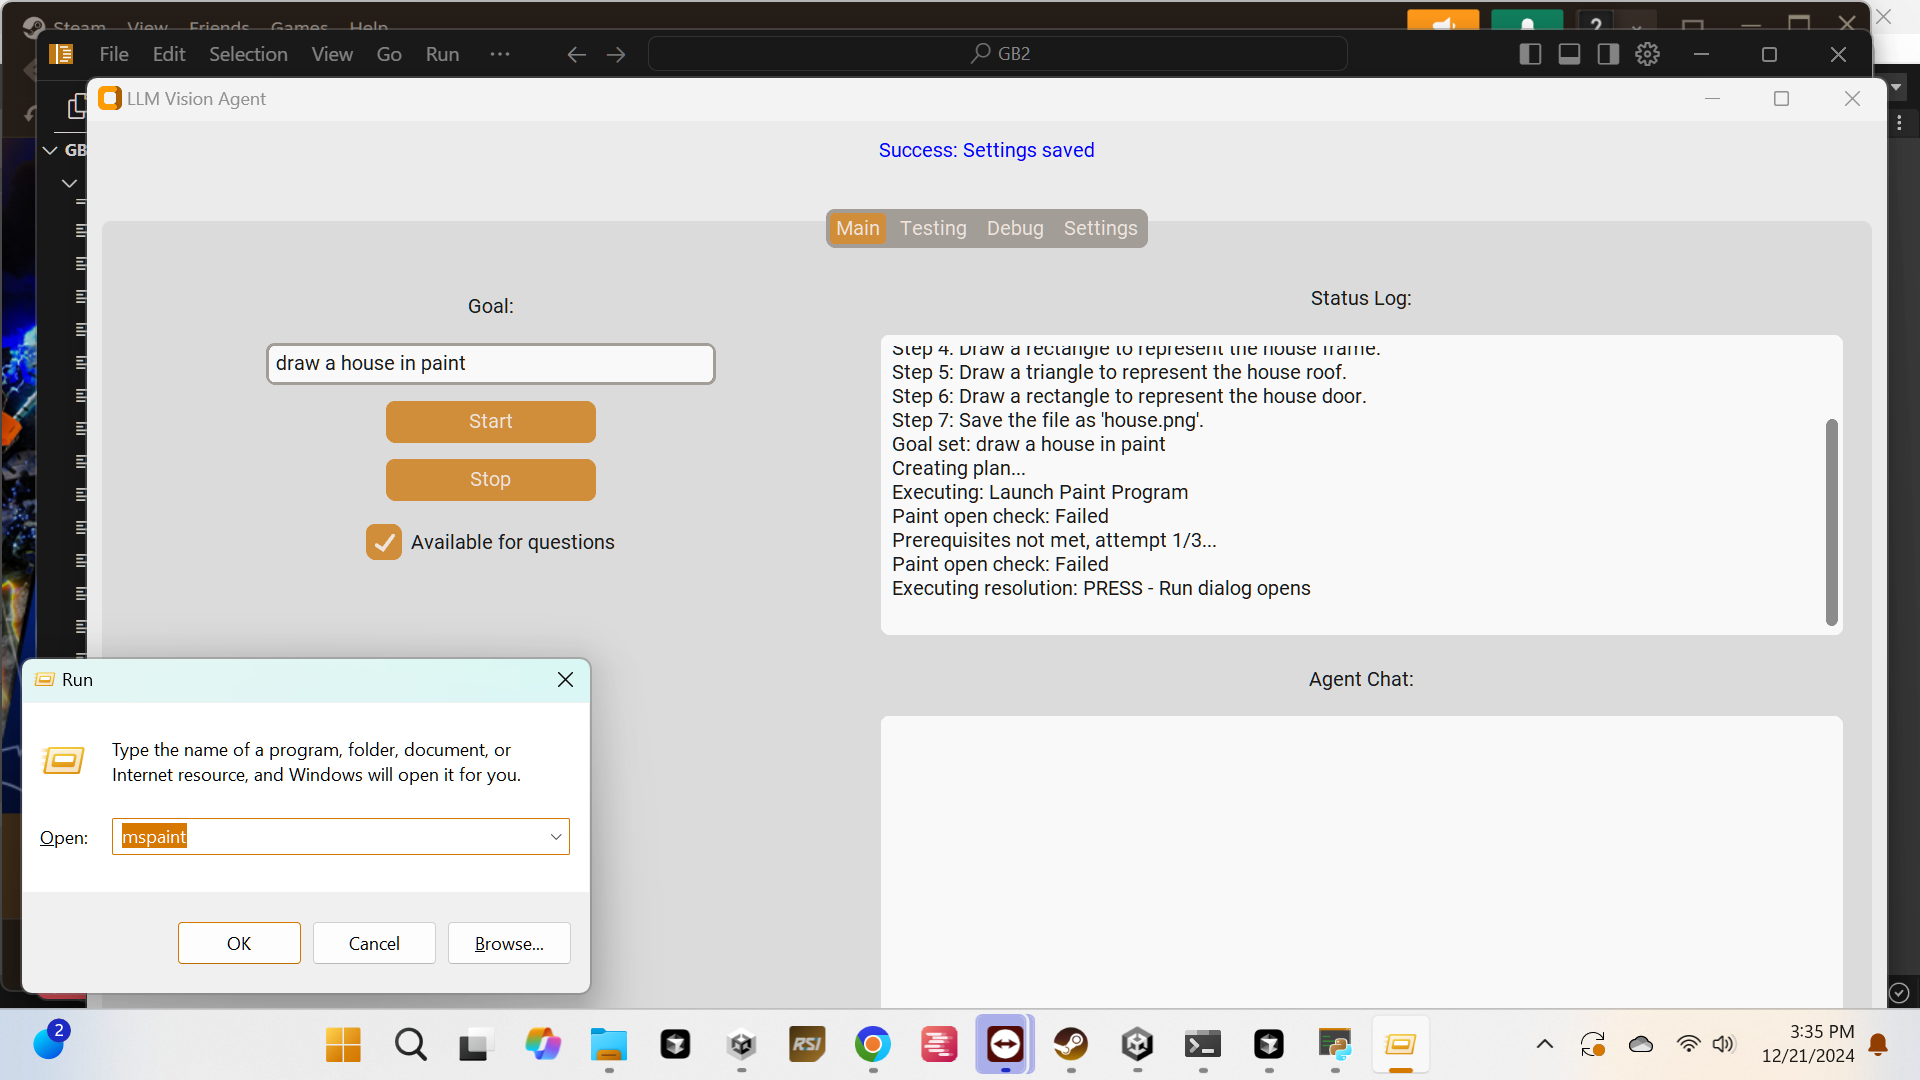 Steam View Friends Games Help
?
File Edit Selection View Go Run ···
GB2
LLM Vision Agent
GB
Success: Settings saved
Main Testing Debug Settings
Goal:
draw a house in paint
Start
Stop
Available for questions
Status Log:
Step 4: Draw a rectangle to represent the house frame.
Step 5: Draw a triangle to represent the house roof.
Step 6: Draw a rectangle to represent the house door.
Step 7: Save the file as 'house.png'.
Goal set: draw a house in paint
Creating plan...
Executing: Launch Paint Program
Paint open check: Failed
Prerequisites not met, attempt 1/3...
Paint open check: Failed
Executing resolution: PRESS - Run dialog opens
Agent Chat:
Run
Type the name of a program, folder, document, or
Internet resource, and Windows will open it for you.
Open: mspaint
OK Cancel Browse...
2
RSI
3:35 PM
12/21/2024